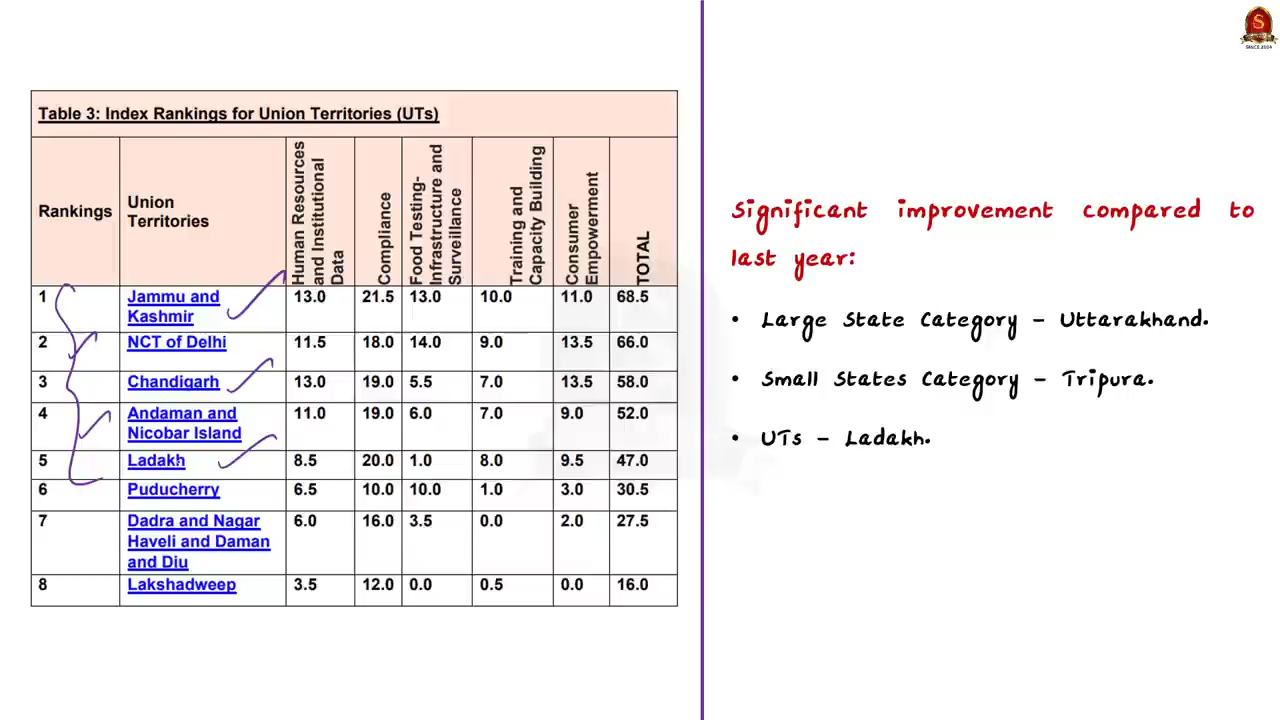 SINCE 2004
Table 3: Index Rankings for Union Territories (UTs)
Rankings Union Territories Human Resources and Institutional Data Compliance Food Testing-Infrastructure and Surveillance Training and Capacity Building Consumer Empowerment TOTAL
1 Jammu and Kashmir 13.0 21.5 13.0 10.0 11.0 68.5
2 NCT of Delhi 11.5 18.0 14.0 9.0 13.5 66.0
3 Chandigarh 13.0 19.0 5.5 7.0 13.5 58.0
4 Andaman and Nicobar Island 11.0 19.0 6.0 7.0 9.0 52.0
5 Ladakh 8.5 20.0 1.0 8.0 9.5 47.0
6 Puducherry 6.5 10.0 10.0 1.0 3.0 30.5
7 Dadra and Nagar Haveli and Daman and Diu 6.0 16.0 3.5 0.0 2.0 27.5
8 Lakshadweep 3.5 12.0 0.0 0.5 0.0 16.0
Significant improvement compared to
last year:
• Large State Category - Uttarakhand.
• Small States Category - Tripura.
• UTs - Ladakh.